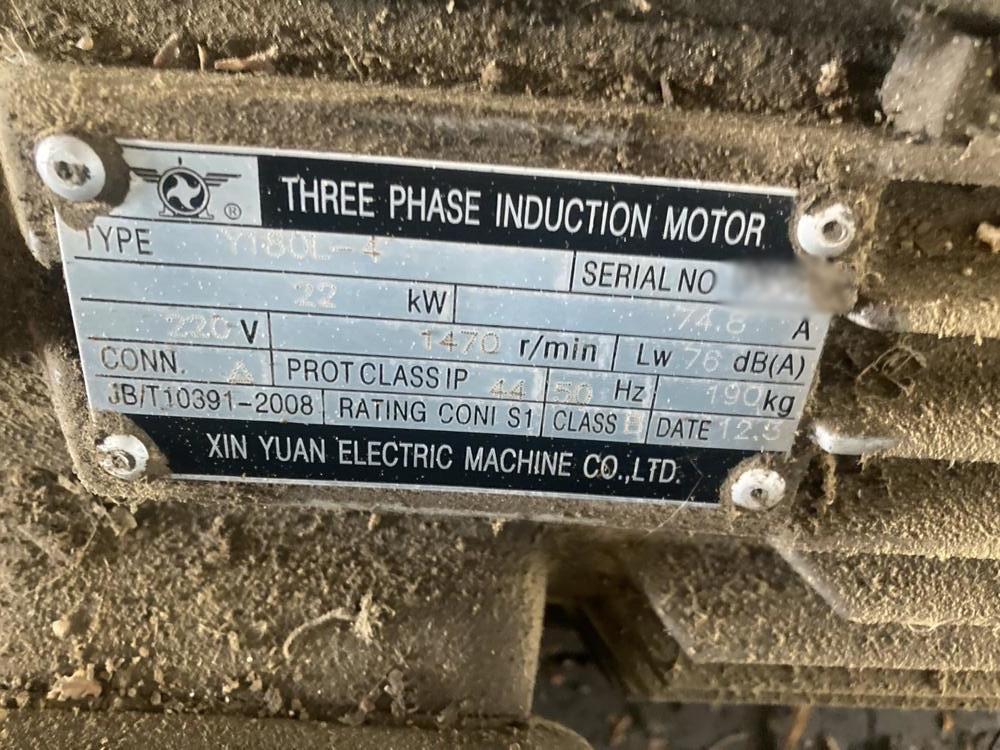 ® THREE PHASE INDUCTION MOTOR
TYPE Y180L-4 SERIAL NO
22 kW 74.8 A
220 V 1470 r/min Lw 76 dB(A)
CONN. △ PROT CLASS IP 44 50 Hz 190 kg
JB/T10391-2008 RATING CONI S1 CLASS B DATE 12.5
XIN YUAN ELECTRIC MACHINE CO.,LTD.